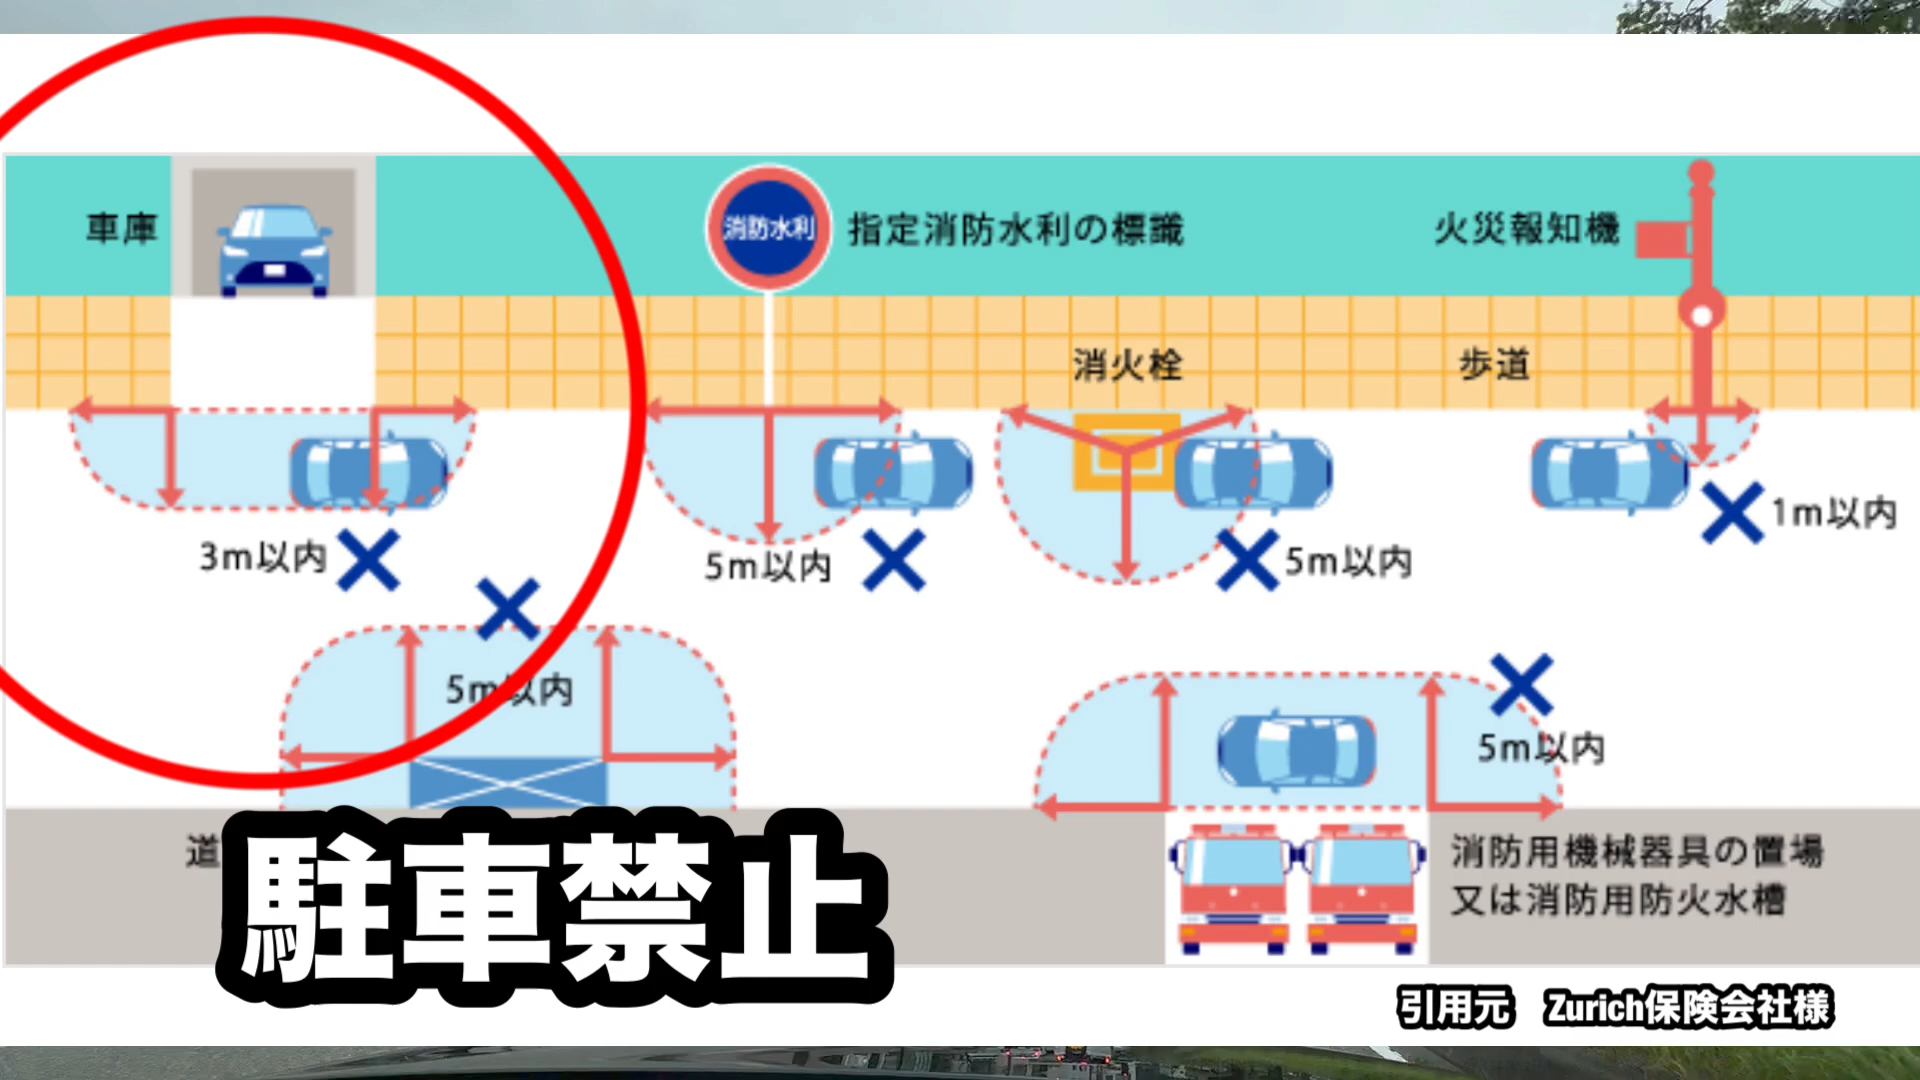 車庫
消防水利
指定消防水利の標識
火災報知機
消火栓
歩道
3m以内
5m以内
5m以内
1m以内
5m以内
5m以内
道
駐車禁止
消防用機械器具の置場
又は消防用防火水槽
引用元　Zurich保険会社様